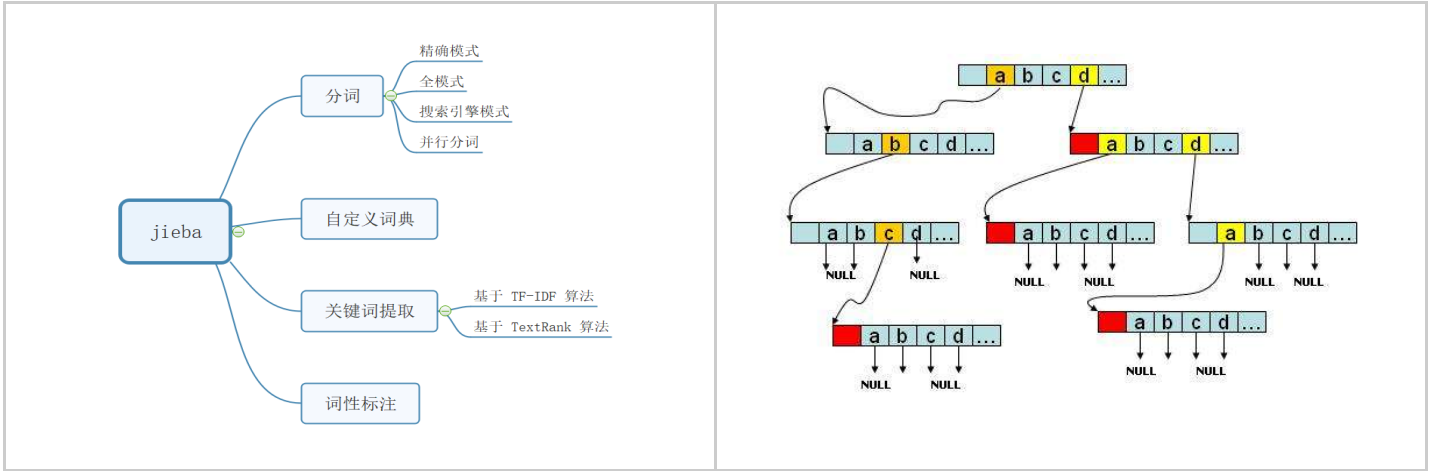 jieba
分词
精确模式
全模式
搜索引擎模式
并行分词
自定义词典
关键词提取
基于 TF-IDF 算法
基于 TextRank 算法
词性标注
a b c d ...
a b c d ...
a b c d ...
a b c d ...
a b c d ...
a b c d ...
NULL NULL
NULL NULL
NULL NULL
a b c d ...
a b c d ...
NULL NULL
NULL NULL